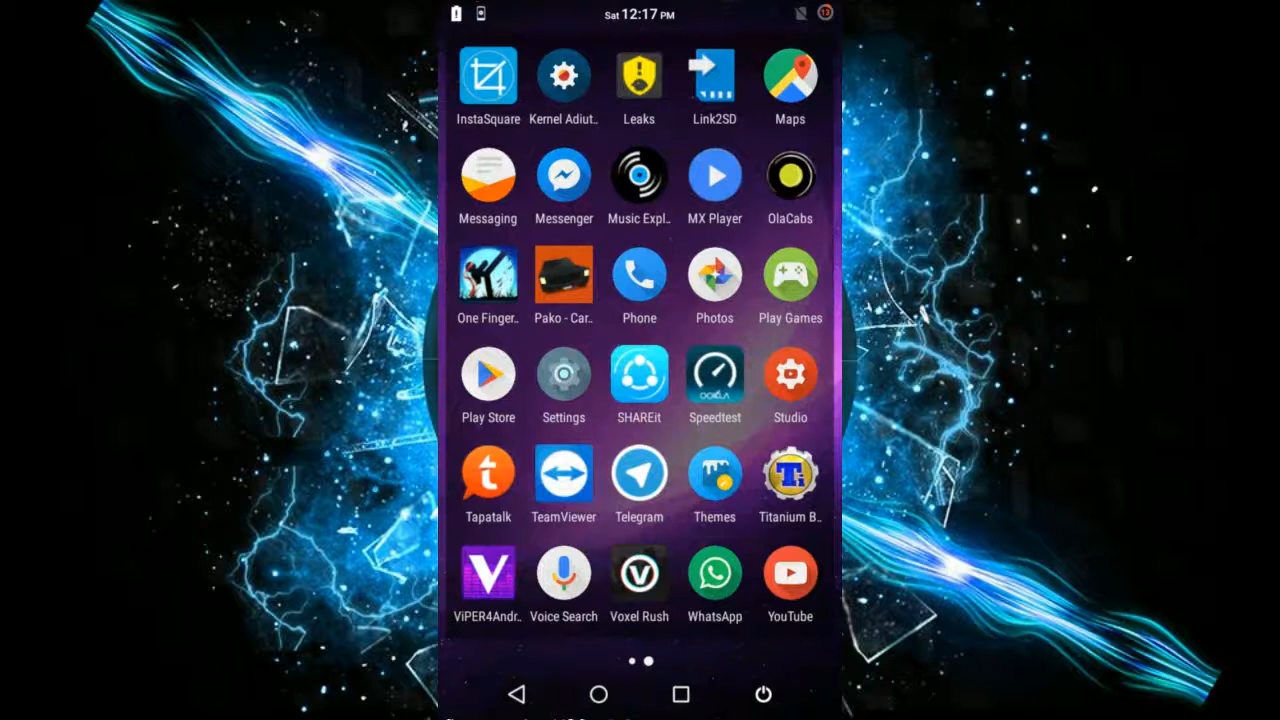 Sat 12:17 PM
13
InstaSquare Kernel Adiut.. Leaks Link2SD Maps
Messaging Messenger Music Expl.. MX Player OlaCabs
One Finger.. Pako - Car.. Phone Photos Play Games
OOKLA
Play Store Settings SHAREit Speedtest Studio
Tapatalk TeamViewer Telegram Themes Titanium B..
ViPER4Andr.. Voice Search Voxel Rush WhatsApp YouTube